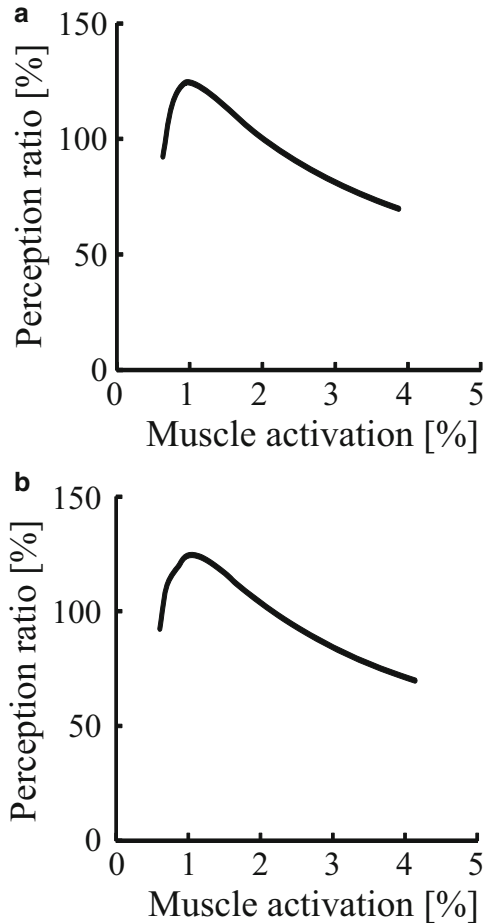 a
Perception ratio [%]
150
100
50
0
0 1 2 3 4 5
Muscle activation [%]
b
Perception ratio [%]
150
100
50
0
0 1 2 3 4 5
Muscle activation [%]